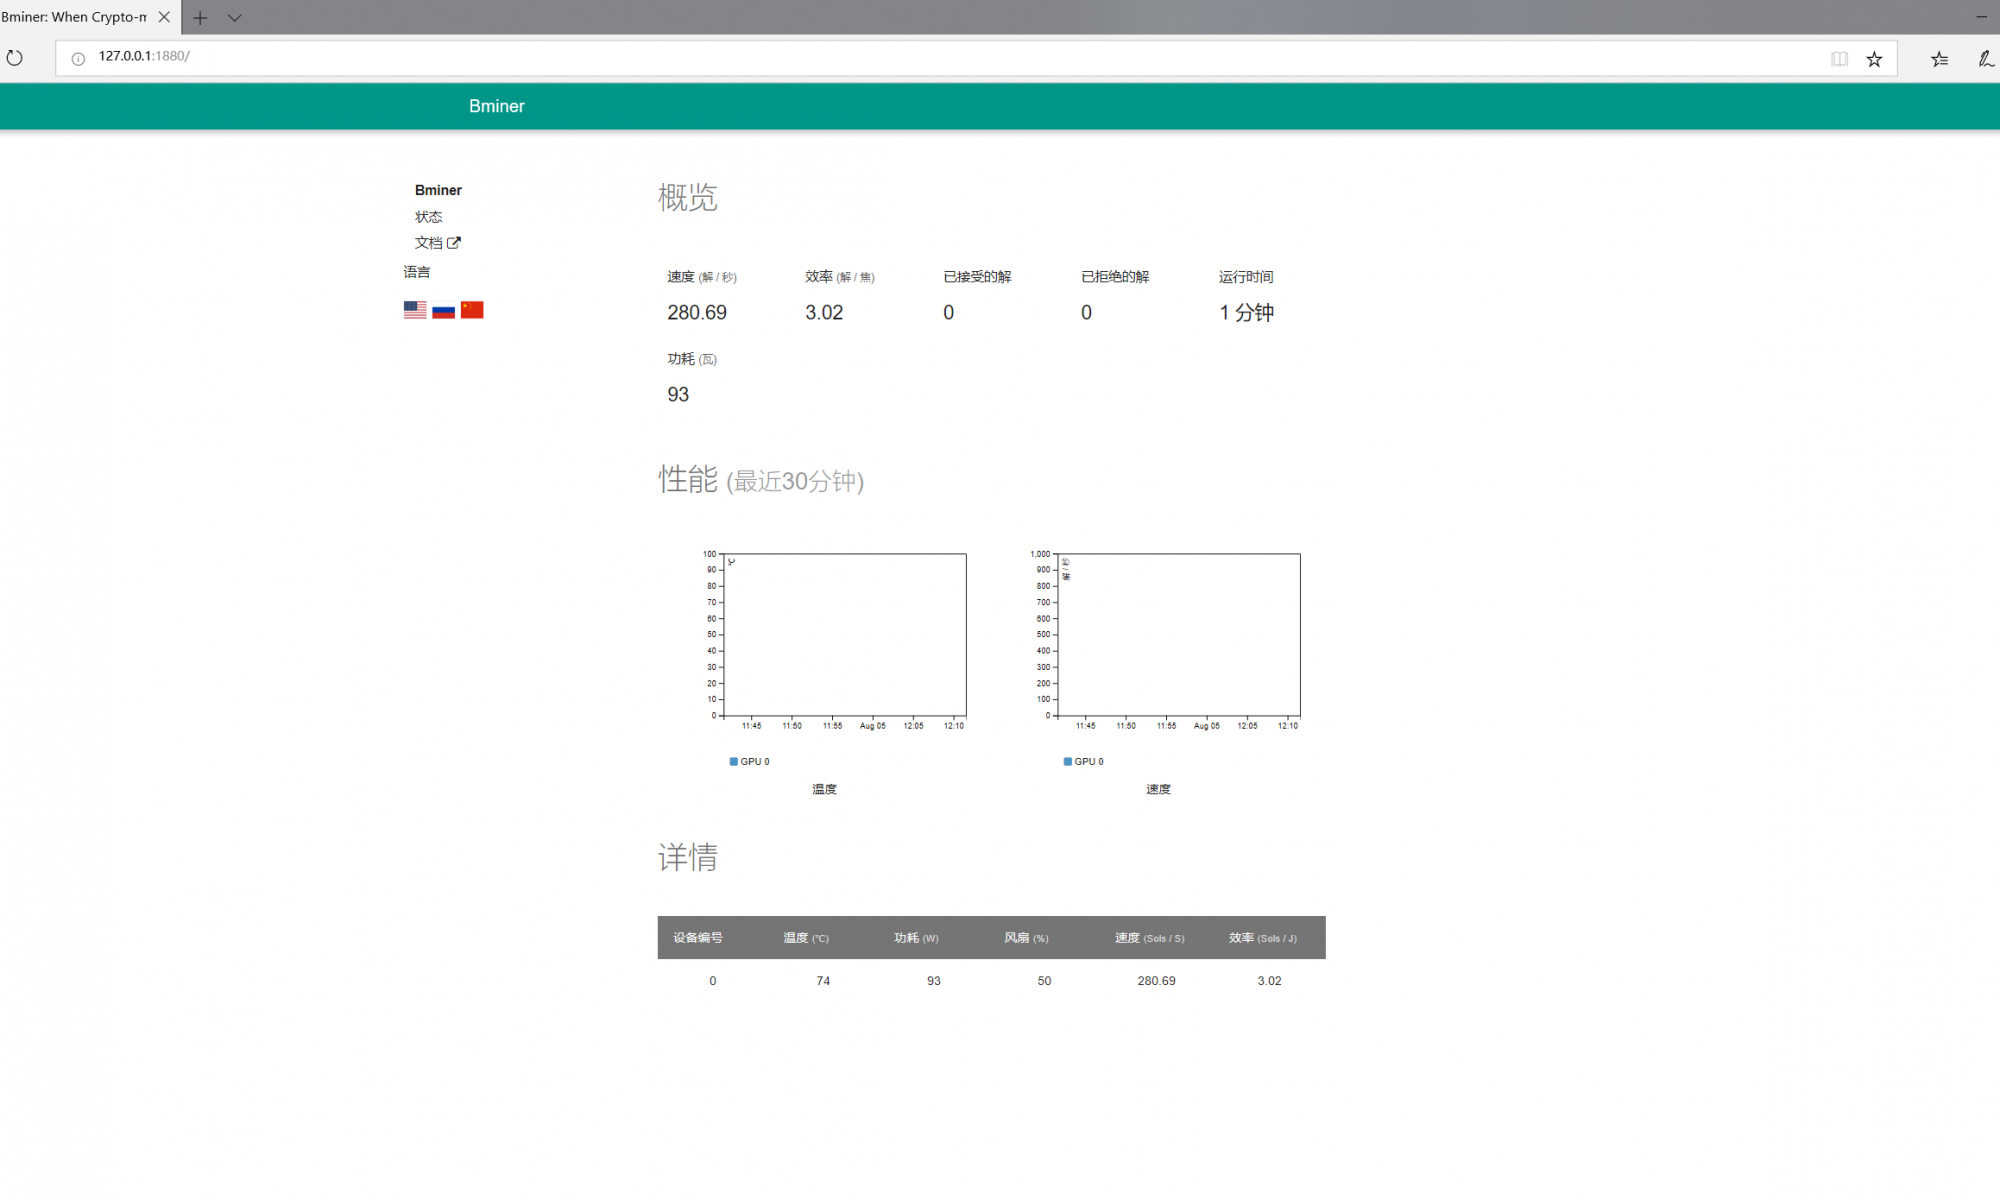 Bminer: When Crypto-m
127.0.0.1:1880/
Bminer
Bminer
状态
文档
语言
概览
速度 (解 / 秒) 效率 (解 / 焦) 已接受的解 已拒绝的解 运行时间
280.69 3.02 0 0 1 分钟
功耗 (瓦)
93
性能 (最近30分钟)
100
90
80
70
60
50
40
30
20
10
0
℃
11:45 11:50 11:55 Aug 05 12:05 12:10
GPU 0
温度
1,000
900
800
700
600
500
400
300
200
100
0
解 / 秒
11:45 11:50 11:55 Aug 05 12:05 12:10
GPU 0
速度
详情
设备编号 温度 (℃) 功耗 (W) 风扇 (%) 速度 (Sols / S) 效率 (Sols / J)
0 74 93 50 280.69 3.02